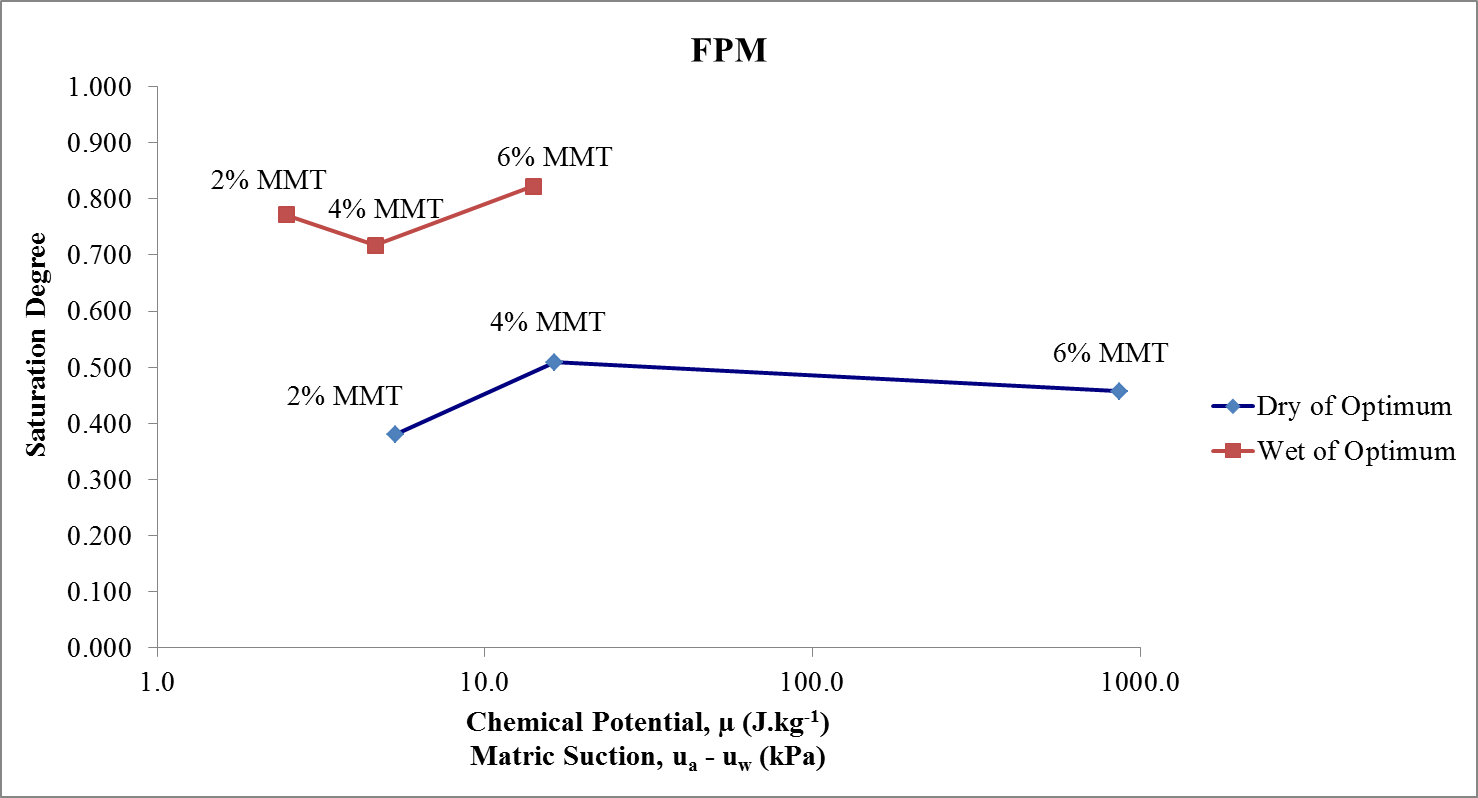 FPM
1.000
0.900
0.800
0.700
0.600
0.500
0.400
0.300
0.200
0.100
0.000
Saturation Degree
2% MMT
4% MMT
6% MMT
2% MMT
4% MMT
6% MMT
Dry of Optimum
Wet of Optimum
1.0
10.0
100.0
1000.0
Chemical Potential, μ (J.kg⁻¹)
Matric Suction, uₐ - u_w (kPa)